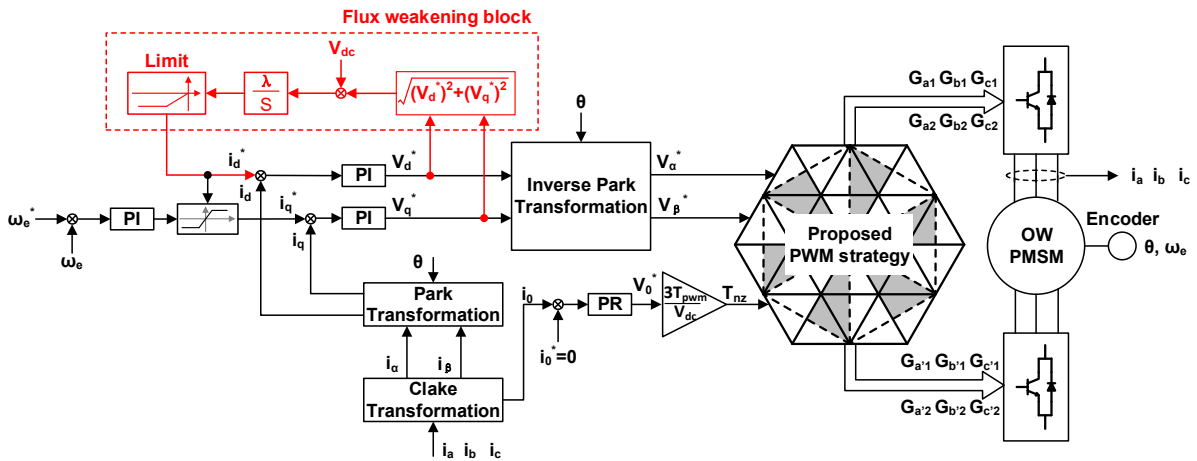 Flux weakening block
V_dc
Limit
λ/S
√(V_d^*)^2+(V_q^*)^2
θ
i_d^*
PI
V_d^*
i_d
ω_e^*
PI
ω_e
i_q^*
PI
V_q^*
i_q
Inverse Park
Transformation
V_α^*
V_β^*
θ
Park
Transformation
i_α
i_β
Clake
Transformation
i_a i_b i_c
i_0
i_0^*=0
PR
V_0^*
3T_pwm/V_dc
T_nz
Proposed
PWM strategy
G_a1 G_b1 G_c1
G_a2 G_b2 G_c2
i_a i_b i_c
OW
PMSM
Encoder
θ, ω_e
G_a'1 G_b'1 G_c'1
G_a'2 G_b'2 G_c'2